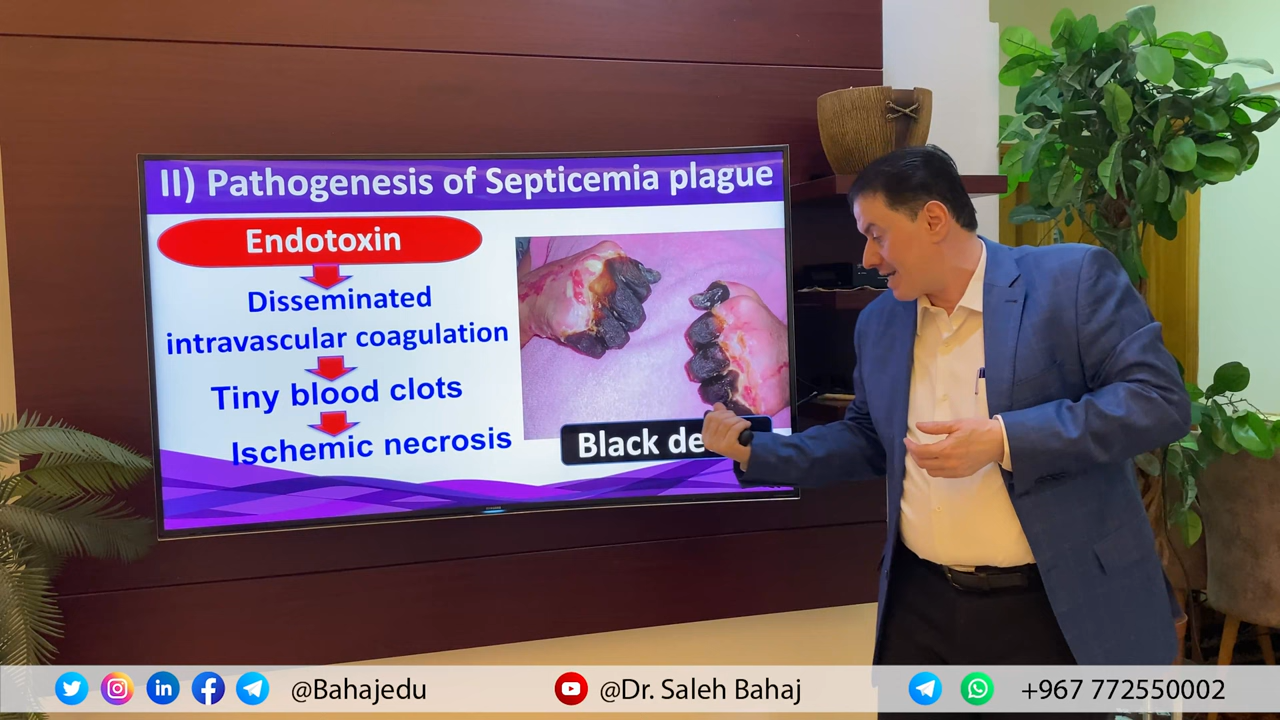 II) Pathogenesis of Septicemia plague
Endotoxin
Disseminated
intravascular coagulation
Tiny blood clots
Ischemic necrosis
Black
@Bahajedu
@Dr. Saleh Bahaj
+967 772550002